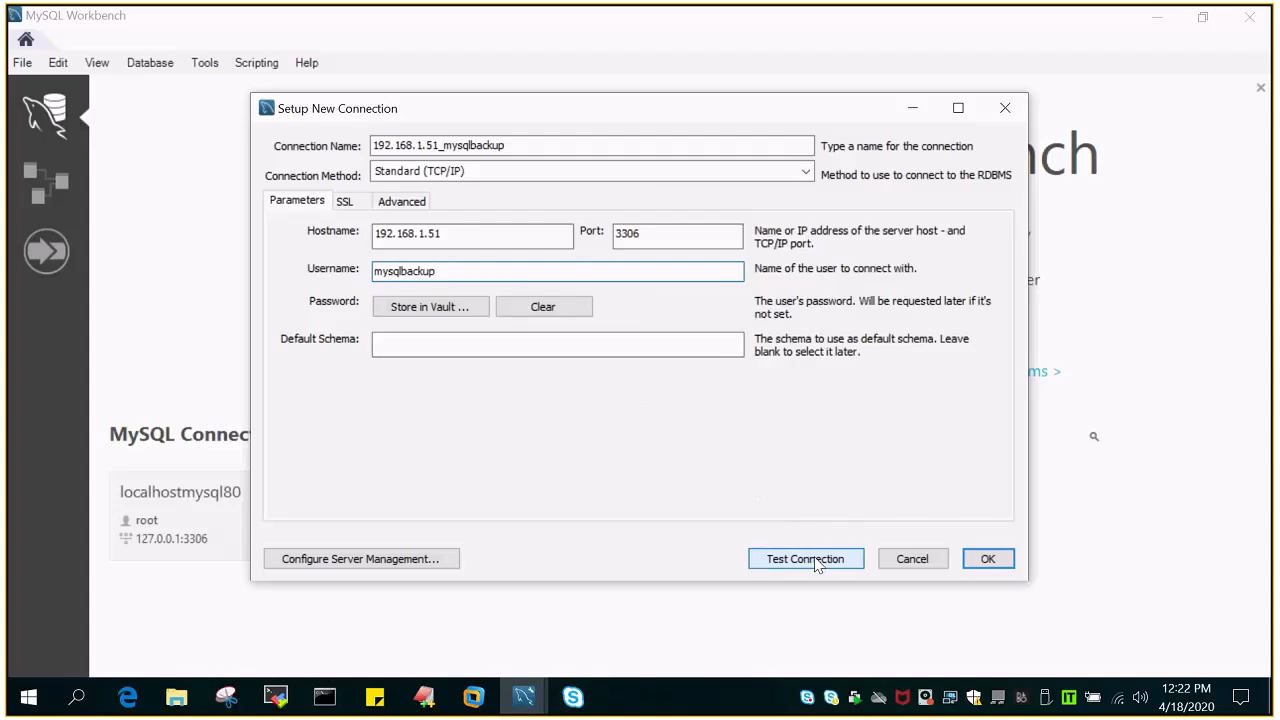 MySQL Workbench
File Edit View Database Tools Scripting Help
Setup New Connection
Connection Name: 192.168.1.51_mysqlbackup Type a name for the connection
Connection Method: Standard (TCP/IP) Method to use to connect to the RDBMS
Parameters SSL Advanced
Hostname: 192.168.1.51 Port: 3306 Name or IP address of the server host - and
TCP/IP port.
Username: mysqlbackup Name of the user to connect with.
Password: Store in Vault ... Clear The user's password. Will be requested later if it's
not set.
Default Schema: The schema to use as default schema. Leave
blank to select it later.
nch
er
ms >
MySQL Connec
localhostmysql80
root
127.0.0.1:3306
Configure Server Management... Test Connection Cancel OK
12:22 PM
4/18/2020